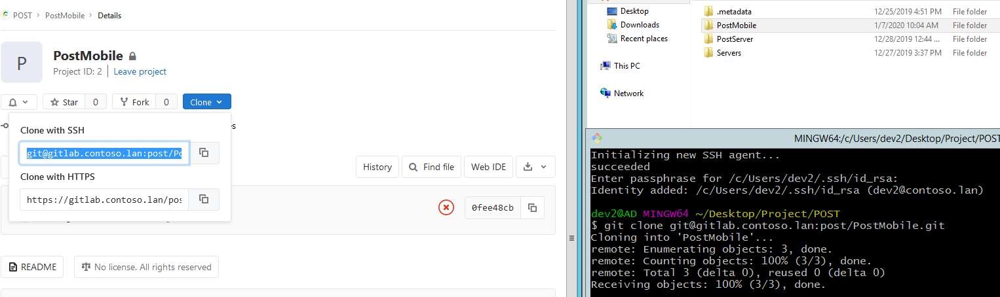 POST > PostMobile > Details
P
PostMobile
Project ID: 2 | Leave project
Star 0 Fork 0 Clone
es
Clone with SSH
git@gitlab.contoso.lan:post/Po
Clone with HTTPS
https://gitlab.contoso.lan/pos
History Find file Web IDE
0fee48cb
README No license. All rights reserved
Desktop
Downloads
Recent places
This PC
Network
.metadata 12/25/2019 4:51 PM File folder
PostMobile 1/7/2020 10:04 AM File folder
PostServer 12/28/2019 12:44 ... File folder
Servers 12/27/2019 3:37 PM File folder
MINGW64:/c/Users/dev2/Desktop/Project/POST
Initializing new SSH agent...
succeeded
Enter passphrase for /c/Users/dev2/.ssh/id_rsa:
Identity added: /c/Users/dev2/.ssh/id_rsa (dev2@contoso.lan)
dev2@AD MINGW64 ~/Desktop/Project/POST
$ git clone git@gitlab.contoso.lan:post/PostMobile.git
Cloning into 'PostMobile'...
remote: Enumerating objects: 3, done.
remote: Counting objects: 100% (3/3), done.
remote: Total 3 (delta 0), reused 0 (delta 0)
Receiving objects: 100% (3/3), done.